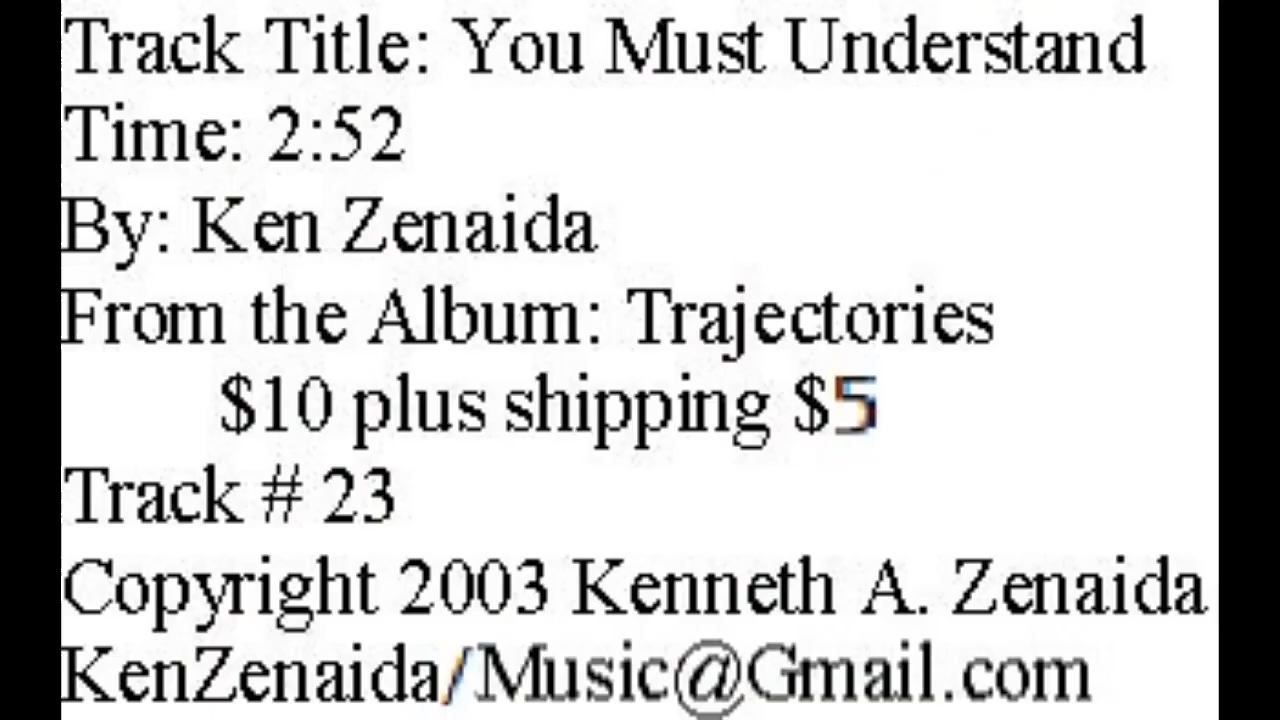 Track Title: You Must Understand
Time: 2:52
By: Ken Zenaida
From the Album: Trajectories
$10 plus shipping $5
Track # 23
Copyright 2003 Kenneth A. Zenaida
KenZenaida/Music@Gmail.com